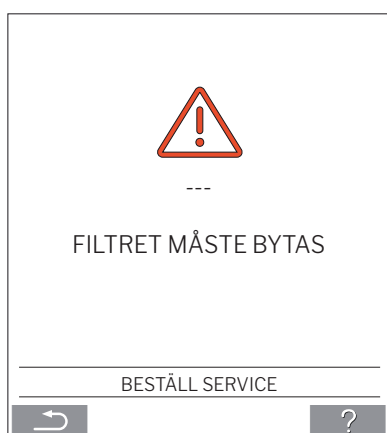 !
---
FILTRET MÅSTE BYTAS
BESTÄLL SERVICE
?